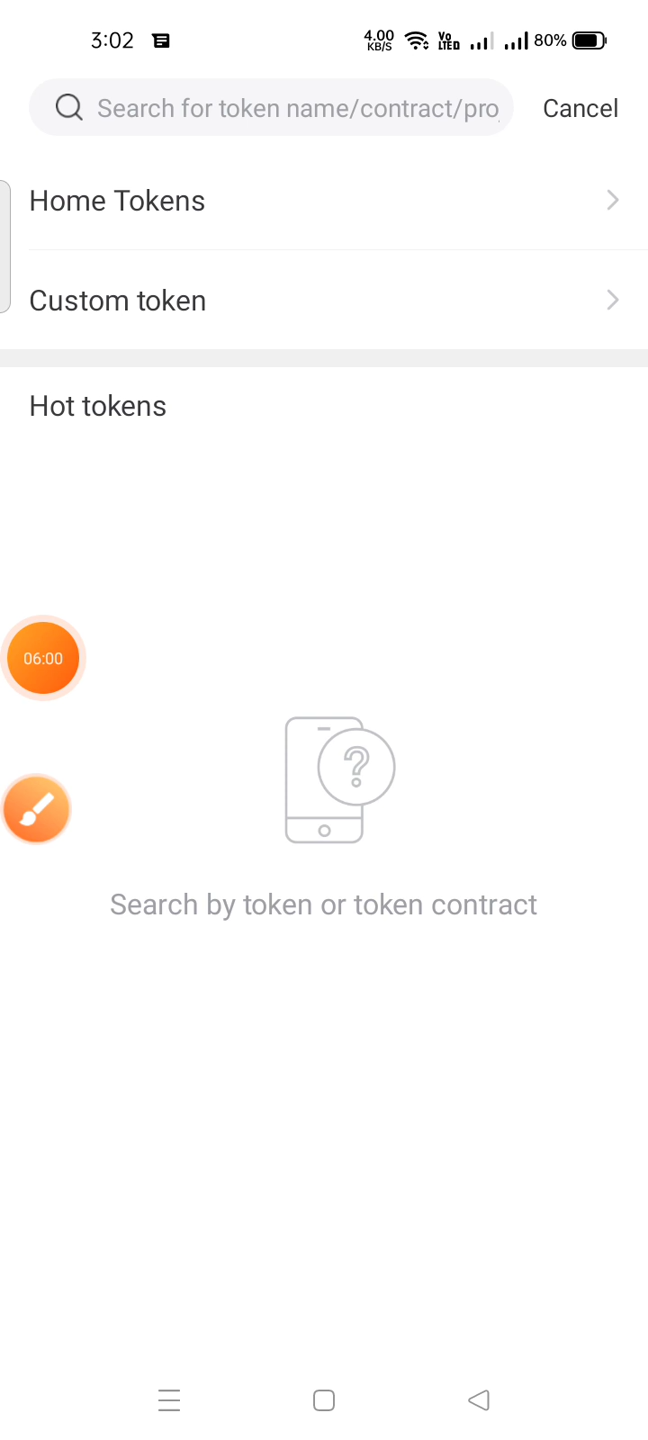 3:02
4.00
KB/S
Vo
LTED
80%
Search for token name/contract/pro
Cancel
Home Tokens
Custom token
Hot tokens
06:00
?
Search by token or token contract